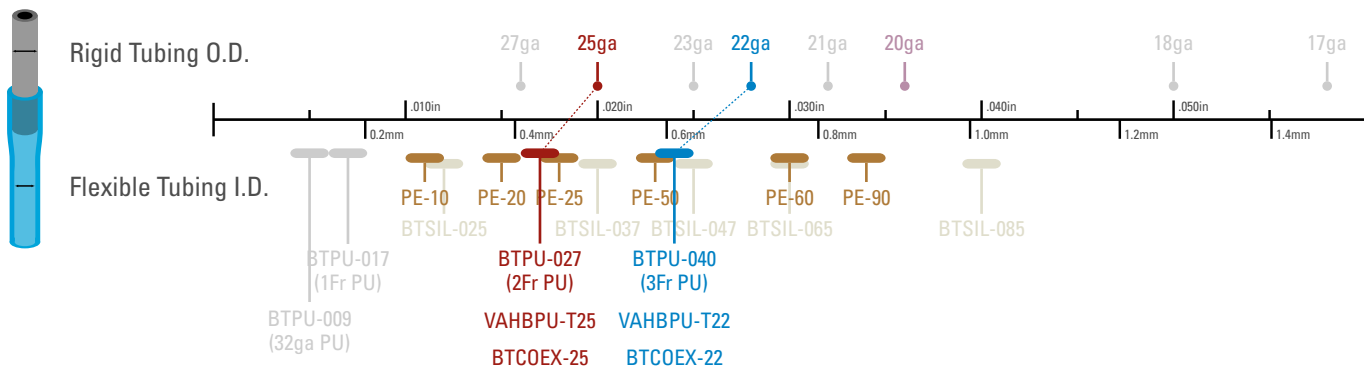 Rigid Tubing O.D.
27ga 25ga 23ga 22ga 21ga 20ga 18ga 17ga
.010in .020in .030in .040in .050in
0.2mm 0.4mm 0.6mm 0.8mm 1.0mm 1.2mm 1.4mm
Flexible Tubing I.D.
PE-10 PE-20 PE-25 PE-50 PE-60 PE-90
BTSIL-025 BTSIL-037 BTSIL-047 BTSIL-065 BTSIL-085
BTPU-017 BTPU-027 BTPU-040
(1Fr PU) (2Fr PU) (3Fr PU)
BTPU-009 VAHBPU-T25 VAHBPU-T22
(32ga PU)
BTCOEX-25 BTCOEX-22